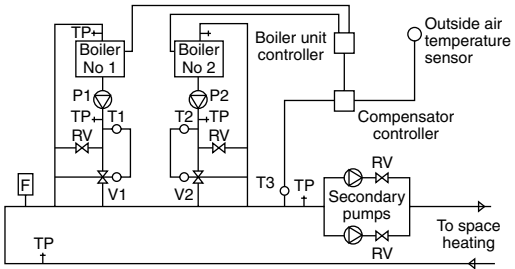 TP
Boiler
No 1
Boiler
No 2
Boiler unit
controller
Outside air
temperature
sensor
P1
P2
TP
T1
T2
TP
RV
RV
Compensator
controller
F
V1
V2
T3
TP
RV
Secondary
pumps
RV
To space
heating
TP